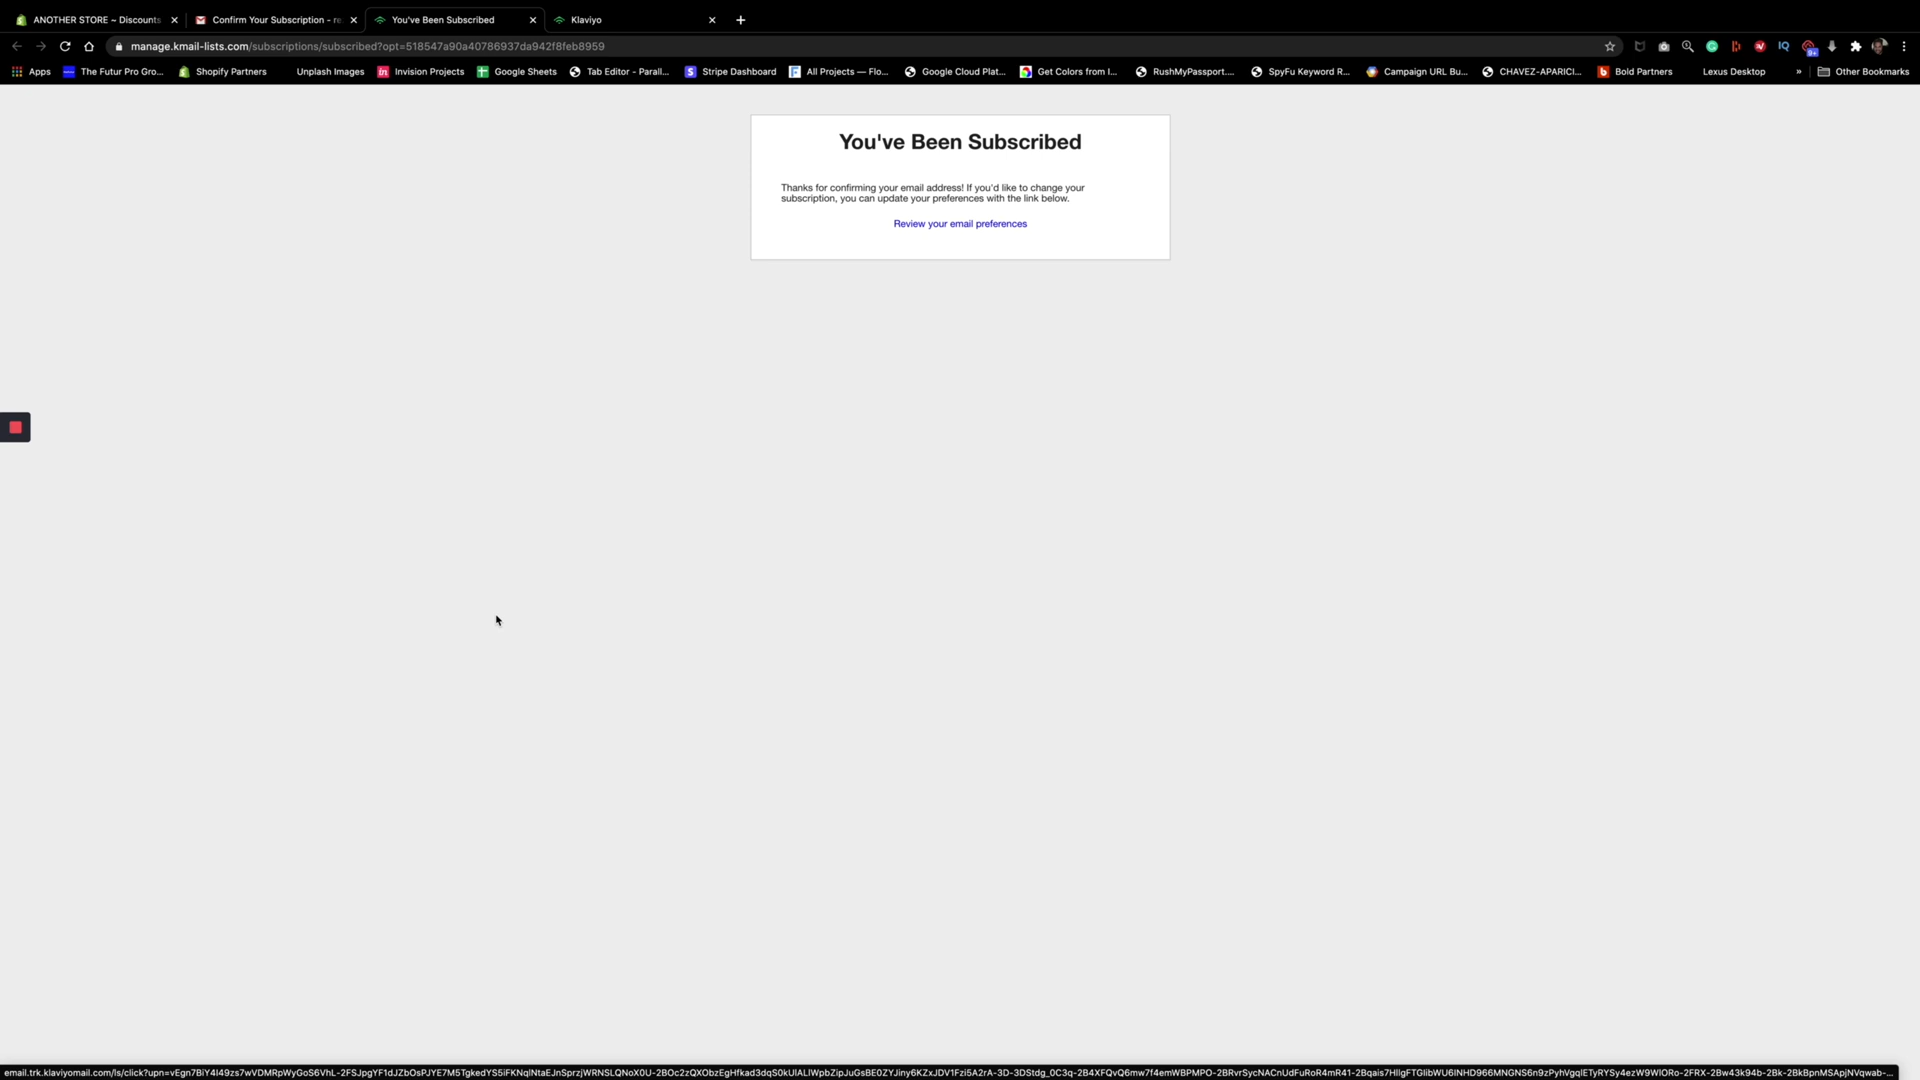 ANOTHER STORE ~ Discounts
Confirm Your Subscription - re
You've Been Subscribed
Klaviyo
manage.kmail-lists.com/subscriptions/subscribed?opt=518547a90a40786937da942f8feb8959
Apps
The Futur Pro Gro...
Shopify Partners
Unplash Images
Invision Projects
Google Sheets
Tab Editor - Parall...
Stripe Dashboard
All Projects — Flo...
Google Cloud Plat...
Get Colors from I...
RushMyPassport....
SpyFu Keyword R...
Campaign URL Bu...
CHAVEZ-APARICI...
Bold Partners
Lexus Desktop
»
Other Bookmarks
You've Been Subscribed
Thanks for confirming your email address! If you'd like to change your
subscription, you can update your preferences with the link below.
Review your email preferences